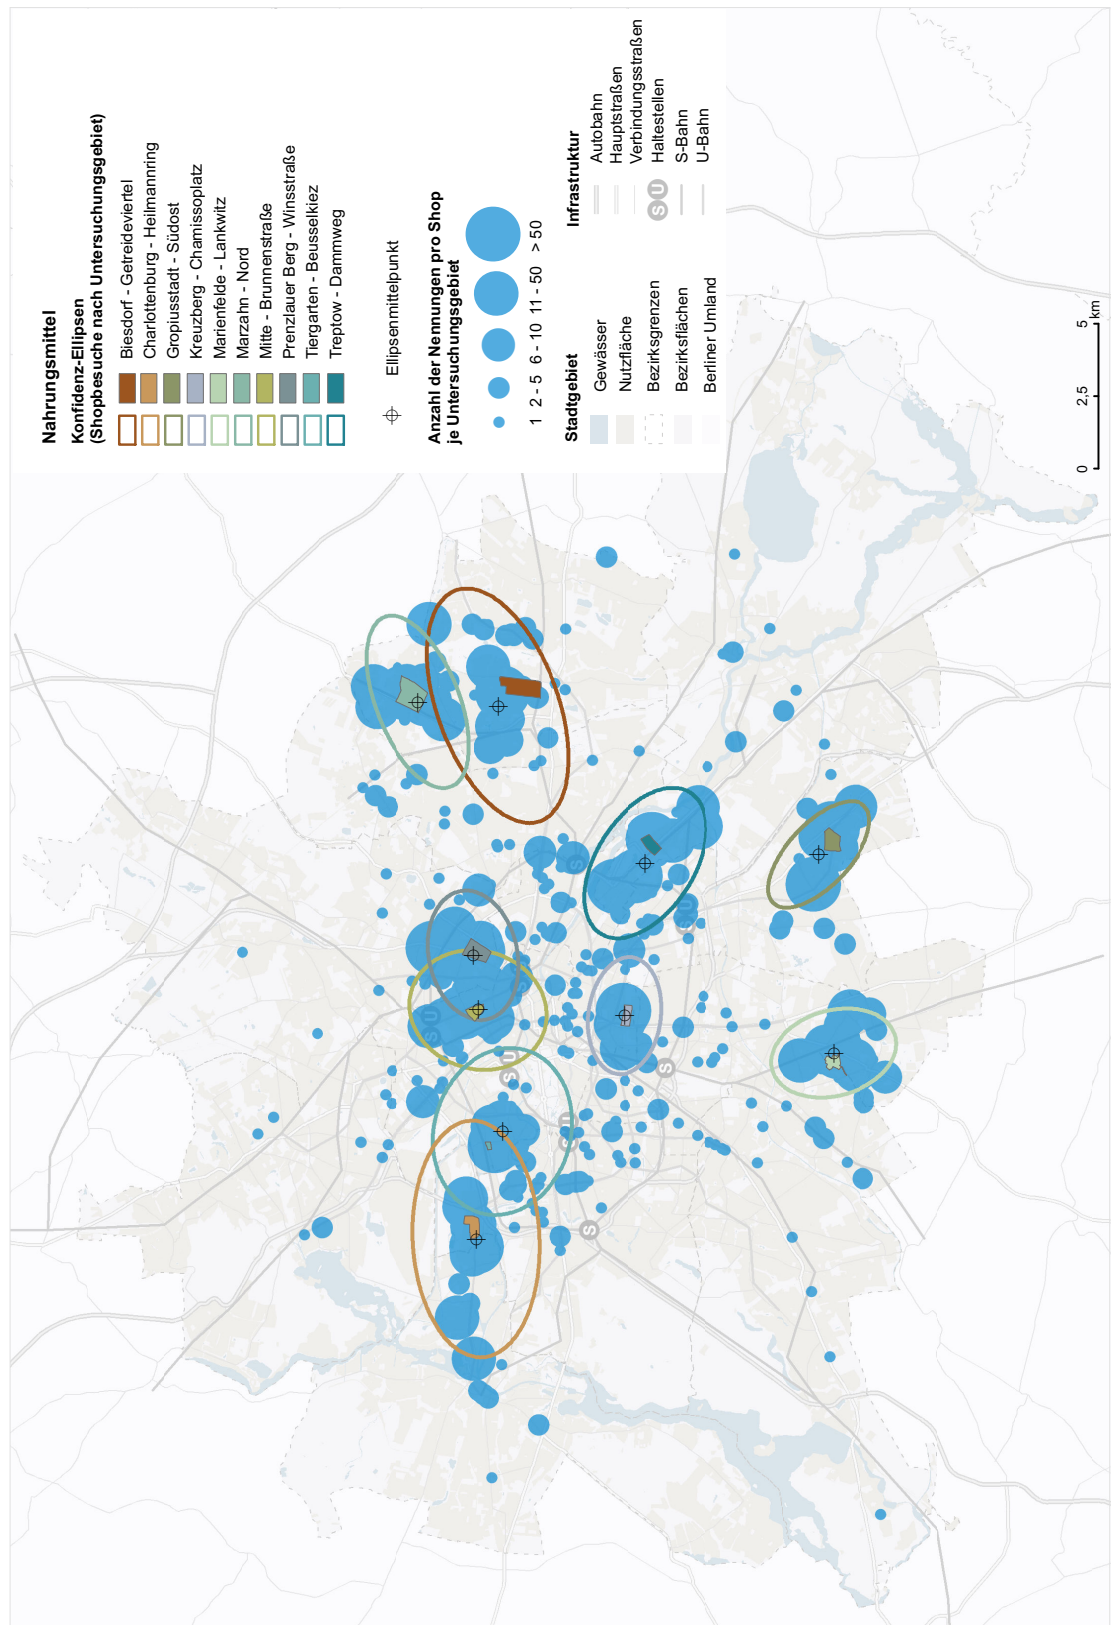 Nahrungsmittel
Konfidenz-Ellipsen
(Shopbesuche nach Untersuchungsgebiet)
Biesdorf - Getreideviertel
Charlottenburg - Heilmannring
Gropiusstadt - Südost
Kreuzberg - Chamissoplatz
Marienfelde - Lankwitz
Marzahn - Nord
Mitte - Brunnenstraße
Prenzlauer Berg - Winsstraße
Tiergarten - Beusselkiez
Treptow - Dammweg
Ellipsenmittelpunkt
Anzahl der Nennungen pro Shop
je Untersuchungsgebiet
1 2 - 5 6 - 10 11 - 50 > 50
Stadtgebiet
Gewässer
Nutzfläche
Bezirksgrenzen
Bezirksflächen
Berliner Umland
Infrastruktur
Autobahn
Hauptstraßen
Verbindungsstraßen
S U Haltestellen
S-Bahn
U-Bahn
0 2,5 5 km
S U
S U
S
S
S
S U